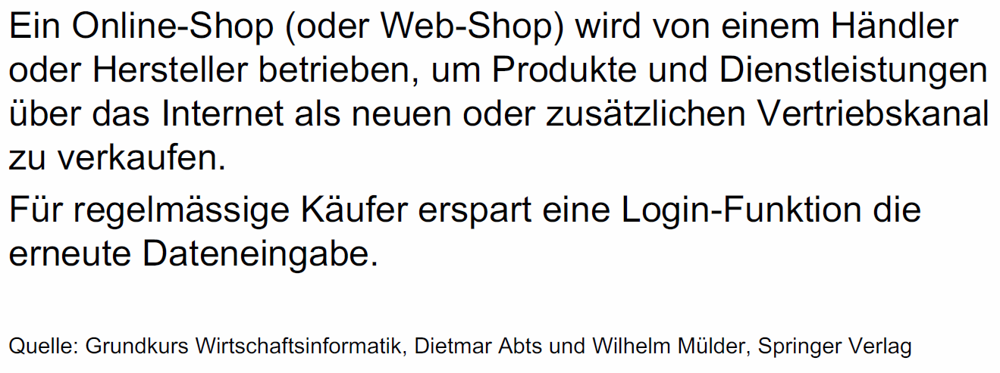 Ein Online-Shop (oder Web-Shop) wird von einem Händler
oder Hersteller betrieben, um Produkte und Dienstleistungen
über das Internet als neuen oder zusätzlichen Vertriebskanal
zu verkaufen.
Für regelmässige Käufer erspart eine Login-Funktion die
erneute Dateneingabe.
Quelle: Grundkurs Wirtschaftsinformatik, Dietmar Abts und Wilhelm Mülder, Springer Verlag